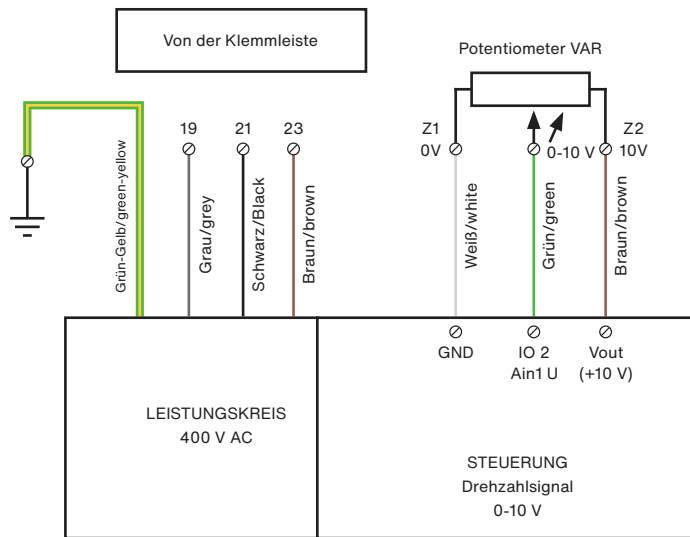 Von der Klemmleiste
Potentiometer VAR
19
21
23
Z1
0V
0-10 V
Z2
10V
Grün-Gelb/green-yellow
Grau/grey
Schwarz/Black
Braun/brown
Weiß/white
Grün/green
Braun/brown
GND
IO 2
Ain1 U
Vout
(+10 V)
LEISTUNGSKREIS
400 V AC
STEUERUNG
Drehzahlsignal
0-10 V